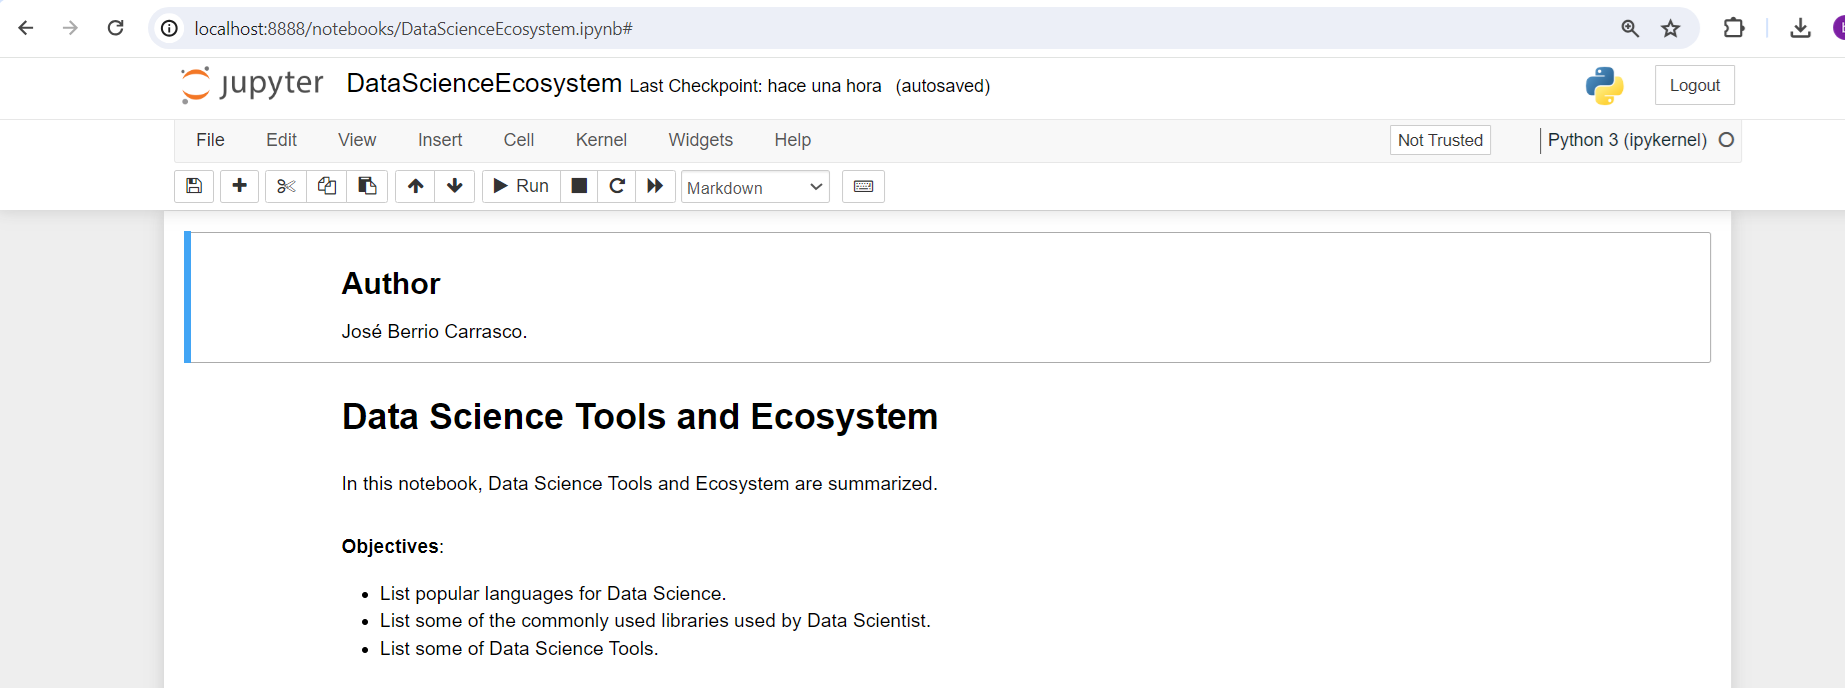 localhost:8888/notebooks/DataScienceEcosystem.ipynb#
jupyter DataScienceEcosystem Last Checkpoint: hace una hora (autosaved) Logout
File Edit View Insert Cell Kernel Widgets Help Not Trusted Python 3 (ipykernel)
Run Markdown
Author
José Berrio Carrasco.
Data Science Tools and Ecosystem
In this notebook, Data Science Tools and Ecosystem are summarized.
Objectives:
• List popular languages for Data Science.
• List some of the commonly used libraries used by Data Scientist.
• List some of Data Science Tools.